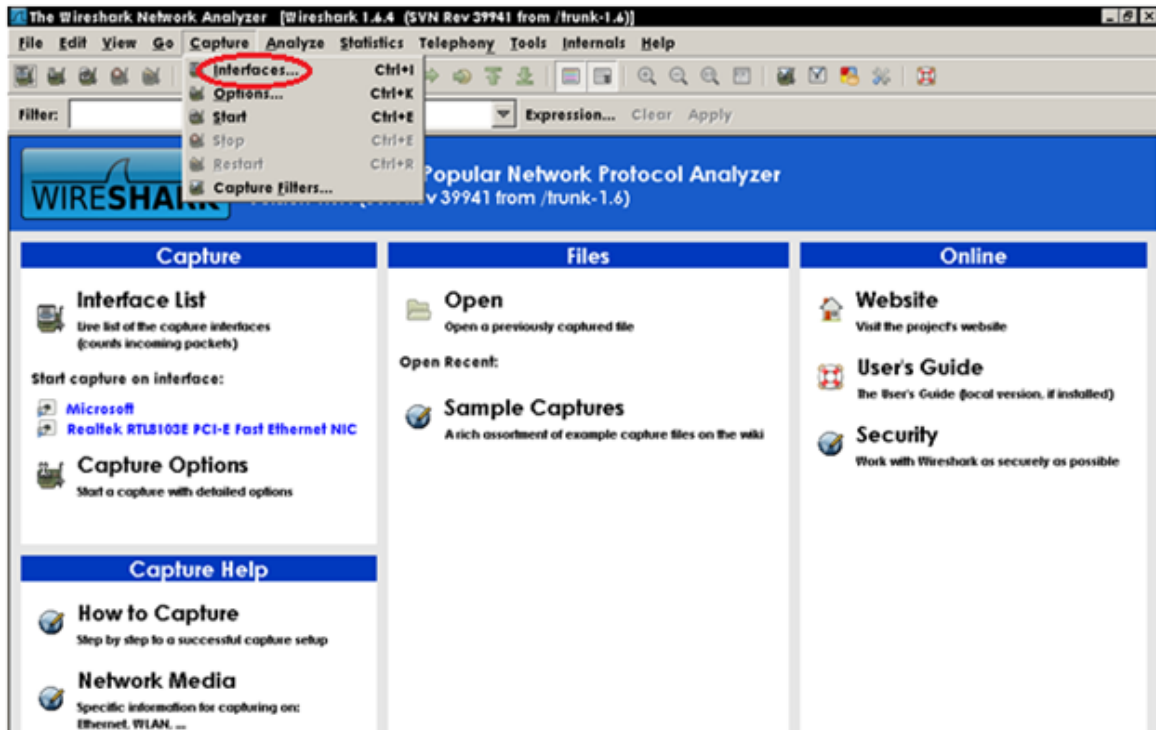 The Wireshark Network Analyzer [Wireshark 1.6.4 (SVN Rev 39941 from /trunk-1.6)]
File Edit View Go Capture Analyze Statistics Telephony Tools Internals Help
Interfaces... Ctrl+I
Options... Ctrl+K
Start Ctrl+E
Stop Ctrl+E
Restart Ctrl+R
Capture Filters...
Filter: Expression... Clear Apply
WIRESHARK
Popular Network Protocol Analyzer
v 39941 from /trunk-1.6)
Capture
Interface List
Live list of the capture interfaces
(counts incoming packets)
Start capture on interface:
Microsoft
Realtek RTL8103E PCI-E Fast Ethernet NIC
Capture Options
Start a capture with detailed options
Capture Help
How to Capture
Step by step to a successful capture setup
Network Media
Specific information for capturing on:
Ethernet, WLAN, ...
Files
Open
Open a previously captured file
Open Recent:
Sample Captures
A rich assortment of example capture files on the wiki
Online
Website
Visit the project's website
User's Guide
The User's Guide (local version, if installed)
Security
Work with Wireshark as securely as possible